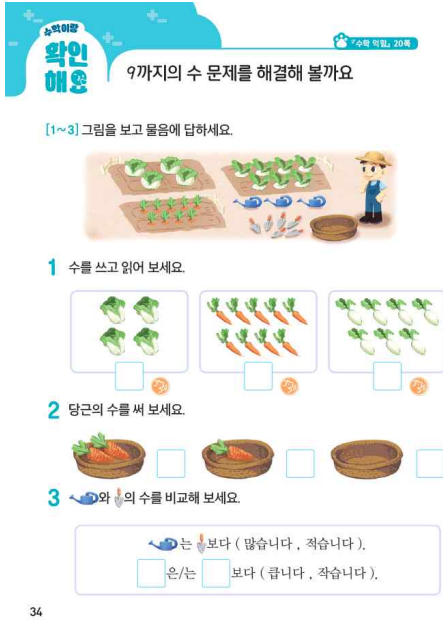 수학이랑
확인
해요
『수학 익힘』 20쪽
9까지의 수 문제를 해결해 볼까요
[1~3] 그림을 보고 물음에 답하세요.
1 수를 쓰고 읽어 보세요.
2 당근의 수를 써 보세요.
3 와 의 수를 비교해 보세요.
는 보다 ( 많습니다 , 적습니다 ).
은/는 보다 ( 큽니다 , 작습니다 ).
34